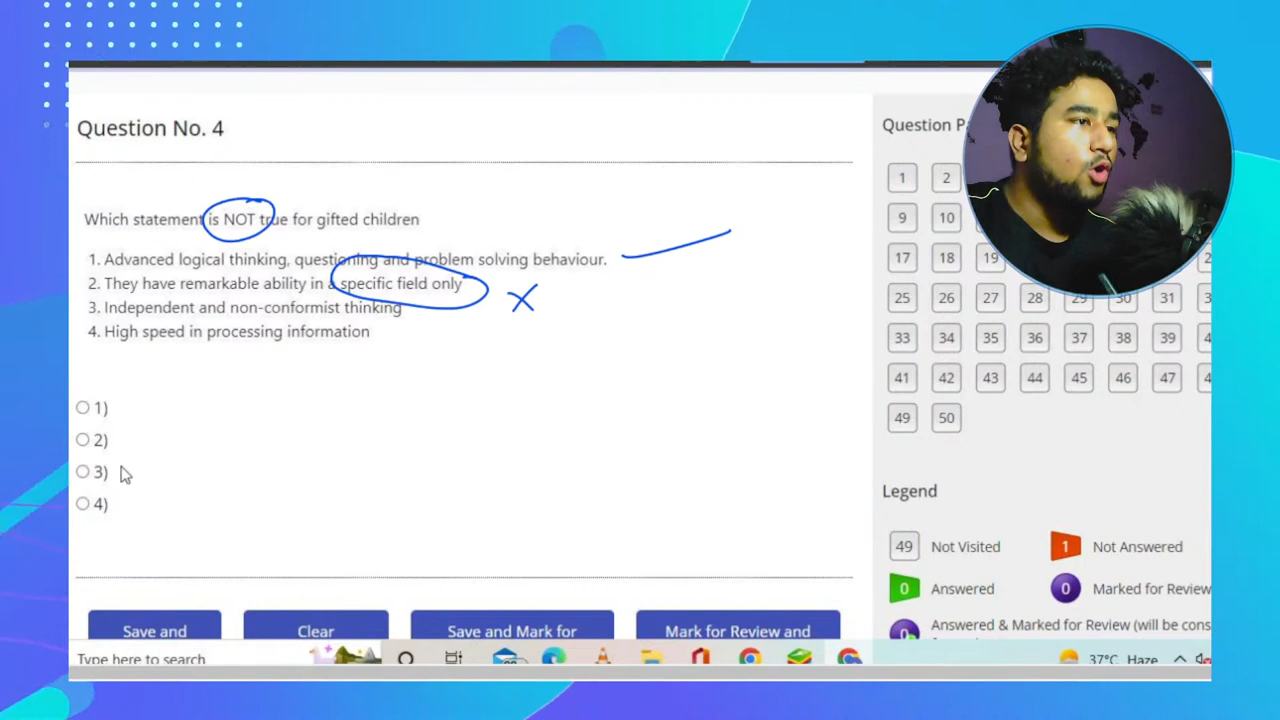 Question No. 4
Which statement is NOT true for gifted children
1. Advanced logical thinking, questioning and problem solving behaviour.
2. They have remarkable ability in a specific field only
3. Independent and non-conformist thinking
4. High speed in processing information
1)
2)
3)
4)
Save and
Clear
Save and Mark for
Mark for Review and
Type here to search
Question
1 2
9 10
17 18 19
25 26 27 28 29 30 31
33 34 35 36 37 38 39
41 42 43 44 45 46 47
49 50
Legend
49 Not Visited
1 Not Answered
0 Answered
0 Marked for Review
0 Answered & Marked for Review (will be cons
37°C Haze